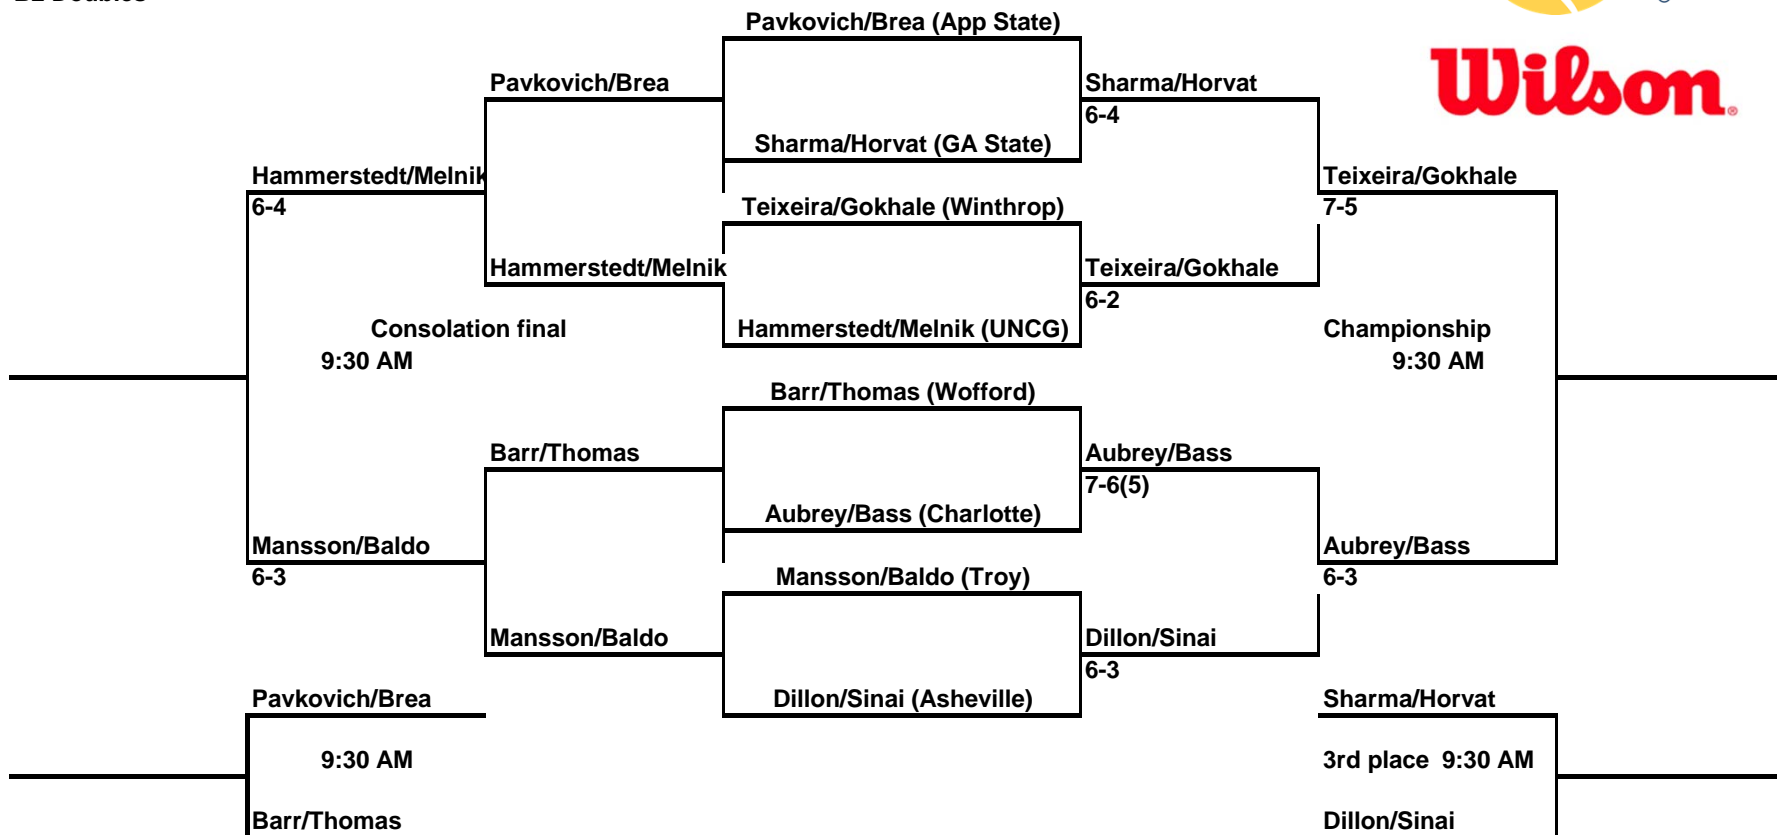 Pavkovich/Brea (App State)
Wilson
Pavkovich/Brea
Sharma/Horvat
6-4
Sharma/Horvat (GA State)
Hammerstedt/Melnik
Teixeira/Gokhale
6-4
Teixeira/Gokhale (Winthrop)
7-5
Hammerstedt/Melnik
Teixeira/Gokhale
6-2
Consolation final
Hammerstedt/Melnik (UNCG)
Championship
9:30 AM
9:30 AM
Barr/Thomas (Wofford)
Barr/Thomas
Aubrey/Bass
7-6(5)
Aubrey/Bass (Charlotte)
Mansson/Baldo
Aubrey/Bass
6-3
Mansson/Baldo (Troy)
6-3
Mansson/Baldo
Dillon/Sinai
6-3
Pavkovich/Brea
Dillon/Sinai (Asheville)
Sharma/Horvat
9:30 AM
3rd place 9:30 AM
Barr/Thomas
Dillon/Sinai